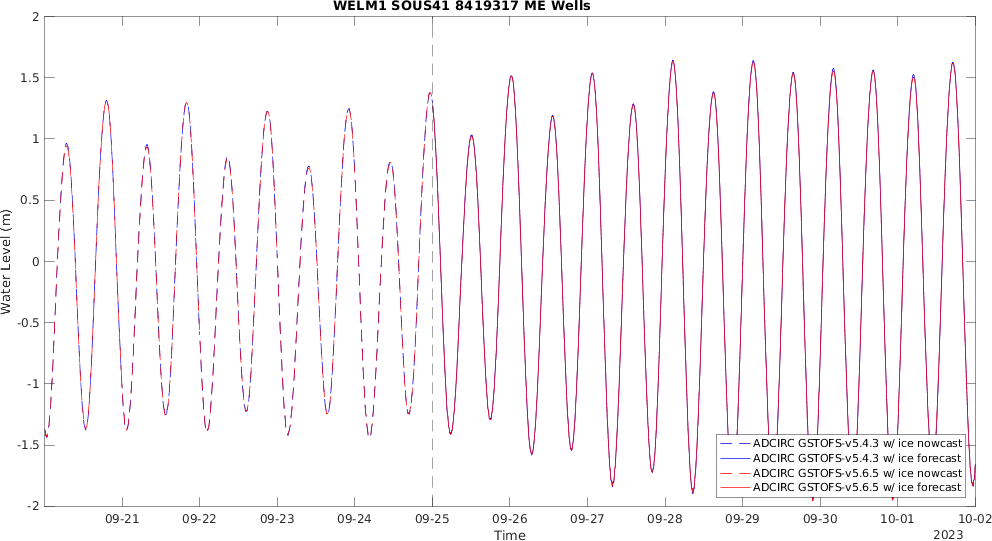 WELM1 SOUS41 8419317 ME Wells
Water Level (m)
2
1.5
1
0.5
0
-0.5
-1
-1.5
-2
ADCIRC GSTOFS-v5.4.3 w/ ice nowcast
ADCIRC GSTOFS-v5.4.3 w/ ice forecast
ADCIRC GSTOFS-v5.6.5 w/ ice nowcast
ADCIRC GSTOFS-v5.6.5 w/ ice forecast
09-21 09-22 09-23 09-24 09-25 09-26 09-27 09-28 09-29 09-30 10-01 10-02
Time
2023